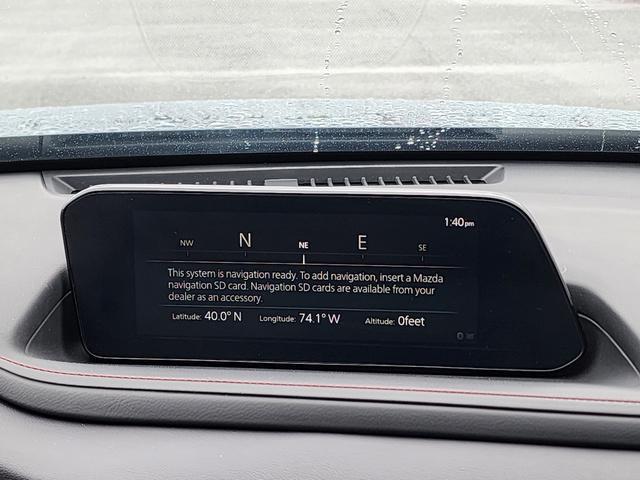 1:40pm
NW N NE E SE
This system is navigation ready. To add navigation, insert a Mazda
navigation SD card. Navigation SD cards are available from your
dealer as an accessory.
Latitude: 40.0° N Longitude: 74.1° W Altitude: 0feet
0